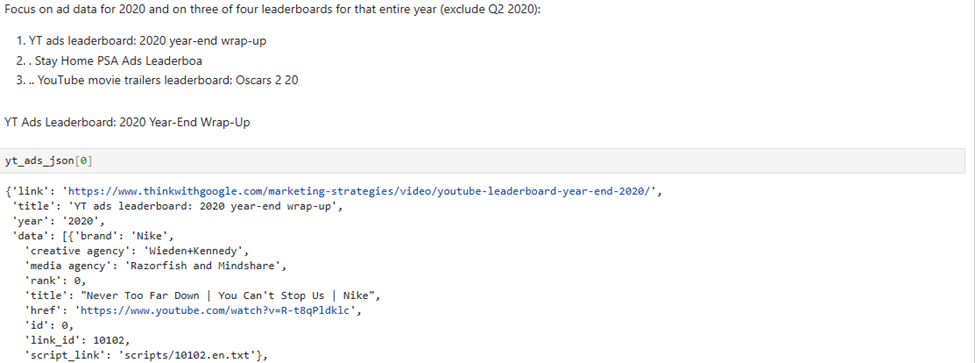 Focus on ad data for 2020 and on three of four leaderboards for that entire year (exclude Q2 2020):
1. YT ads leaderboard: 2020 year-end wrap-up
2. . Stay Home PSA Ads Leaderboa
3. .. YouTube movie trailers leaderboard: Oscars 2 20
YT Ads Leaderboard: 2020 Year-End Wrap-Up
yt_ads_json[0]
{'link': 'https://www.thinkwithgoogle.com/marketing-strategies/video/youtube-leaderboard-year-end-2020/',
'title': 'YT ads leaderboard: 2020 year-end wrap-up',
'year': '2020',
'data': [{'brand': 'Nike',
'creative agency': 'Wieden+Kennedy',
'media agency': 'Razorfish and Mindshare',
'rank': 0,
'title': "Never Too Far Down | You Can't Stop Us | Nike",
'href': 'https://www.youtube.com/watch?v=R-t8qPldklc',
'id': 0,
'link_id': 10102,
'script_link': 'scripts/10102.en.txt'},